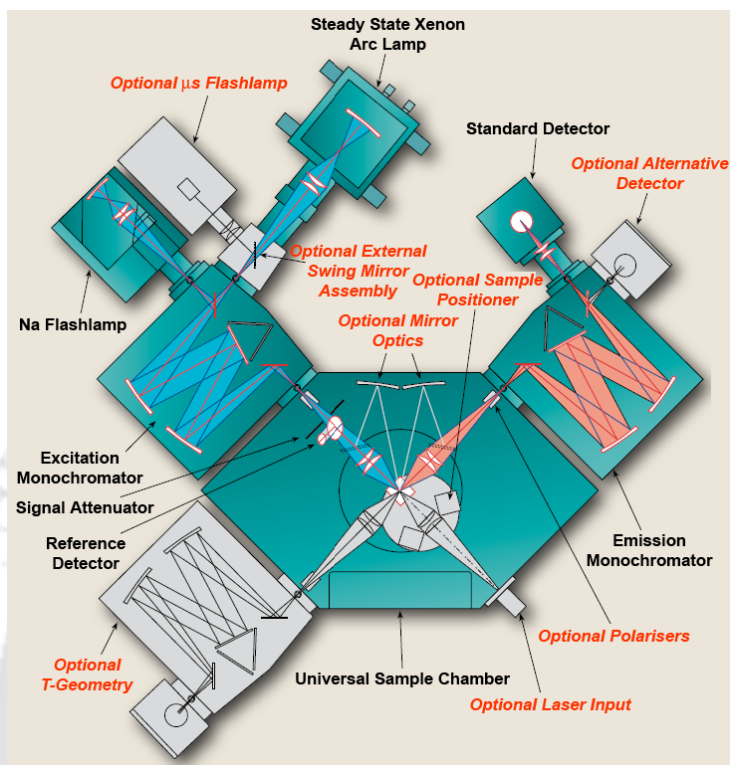 Steady State Xenon
Arc Lamp
Optional μs Flashlamp
Standard Detector
Optional Alternative
Detector
Optional External
Swing Mirror
Assembly
Optional Sample
Positioner
Na Flashlamp
Optional Mirror
Optics
Excitation
Monochromator
Signal Attenuator
Reference
Detector
Emission
Monochromator
Optional
T-Geometry
Universal Sample Chamber
Optional Polarisers
Optional Laser Input